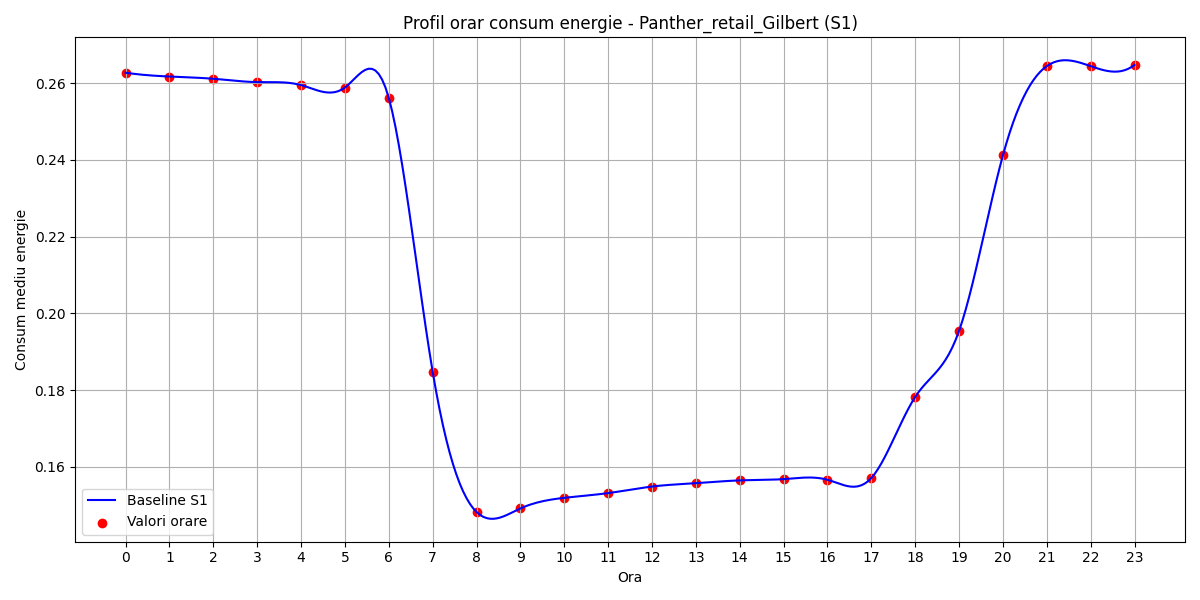 Profil orar consum energie - Panther_retail_Gilbert (S1)
Consum mediu energie
0.26
0.24
0.22
0.20
0.18
0.16
Baseline S1
Valori orare
0 1 2 3 4 5 6 7 8 9 10 11 12 13 14 15 16 17 18 19 20 21 22 23
Ora